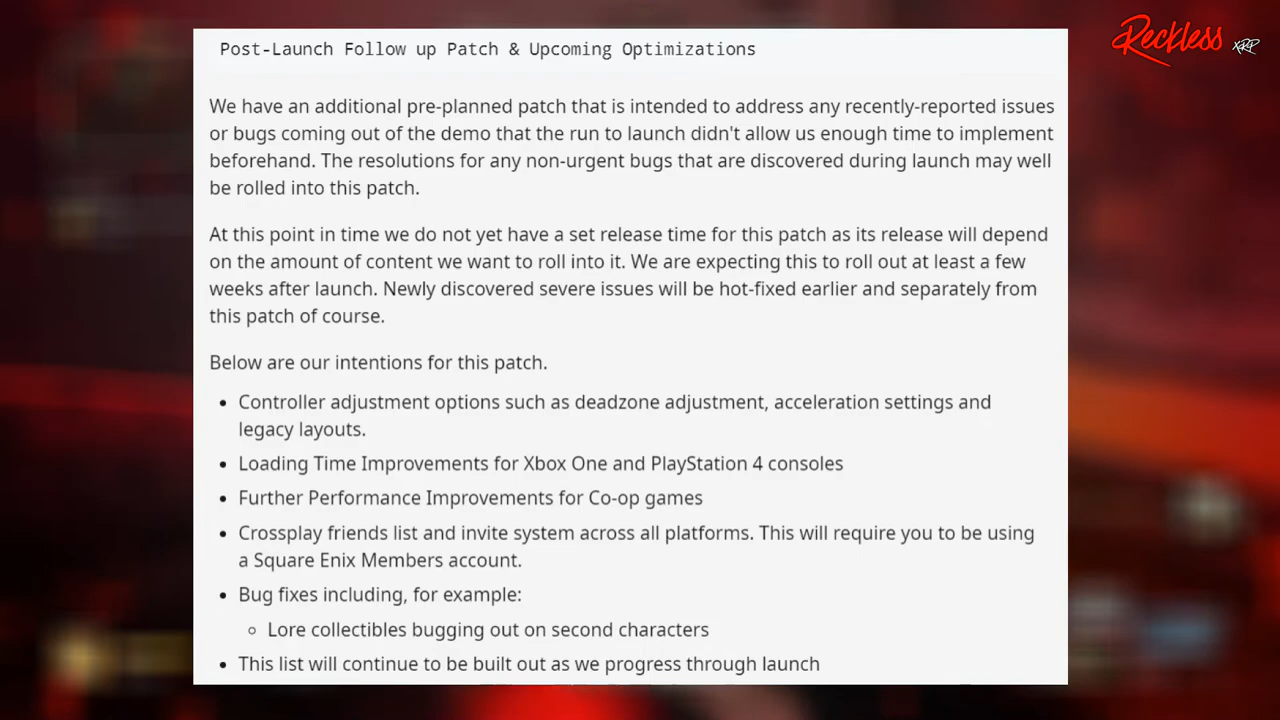 Reckless XRP
Post-Launch Follow up Patch & Upcoming Optimizations
We have an additional pre-planned patch that is intended to address any recently-reported issues
or bugs coming out of the demo that the run to launch didn't allow us enough time to implement
beforehand. The resolutions for any non-urgent bugs that are discovered during launch may well
be rolled into this patch.
At this point in time we do not yet have a set release time for this patch as its release will depend
on the amount of content we want to roll into it. We are expecting this to roll out at least a few
weeks after launch. Newly discovered severe issues will be hot-fixed earlier and separately from
this patch of course.
Below are our intentions for this patch.
• Controller adjustment options such as deadzone adjustment, acceleration settings and
legacy layouts.
• Loading Time Improvements for Xbox One and PlayStation 4 consoles
• Further Performance Improvements for Co-op games
• Crossplay friends list and invite system across all platforms. This will require you to be using
a Square Enix Members account.
• Bug fixes including, for example:
◦ Lore collectibles bugging out on second characters
• This list will continue to be built out as we progress through launch